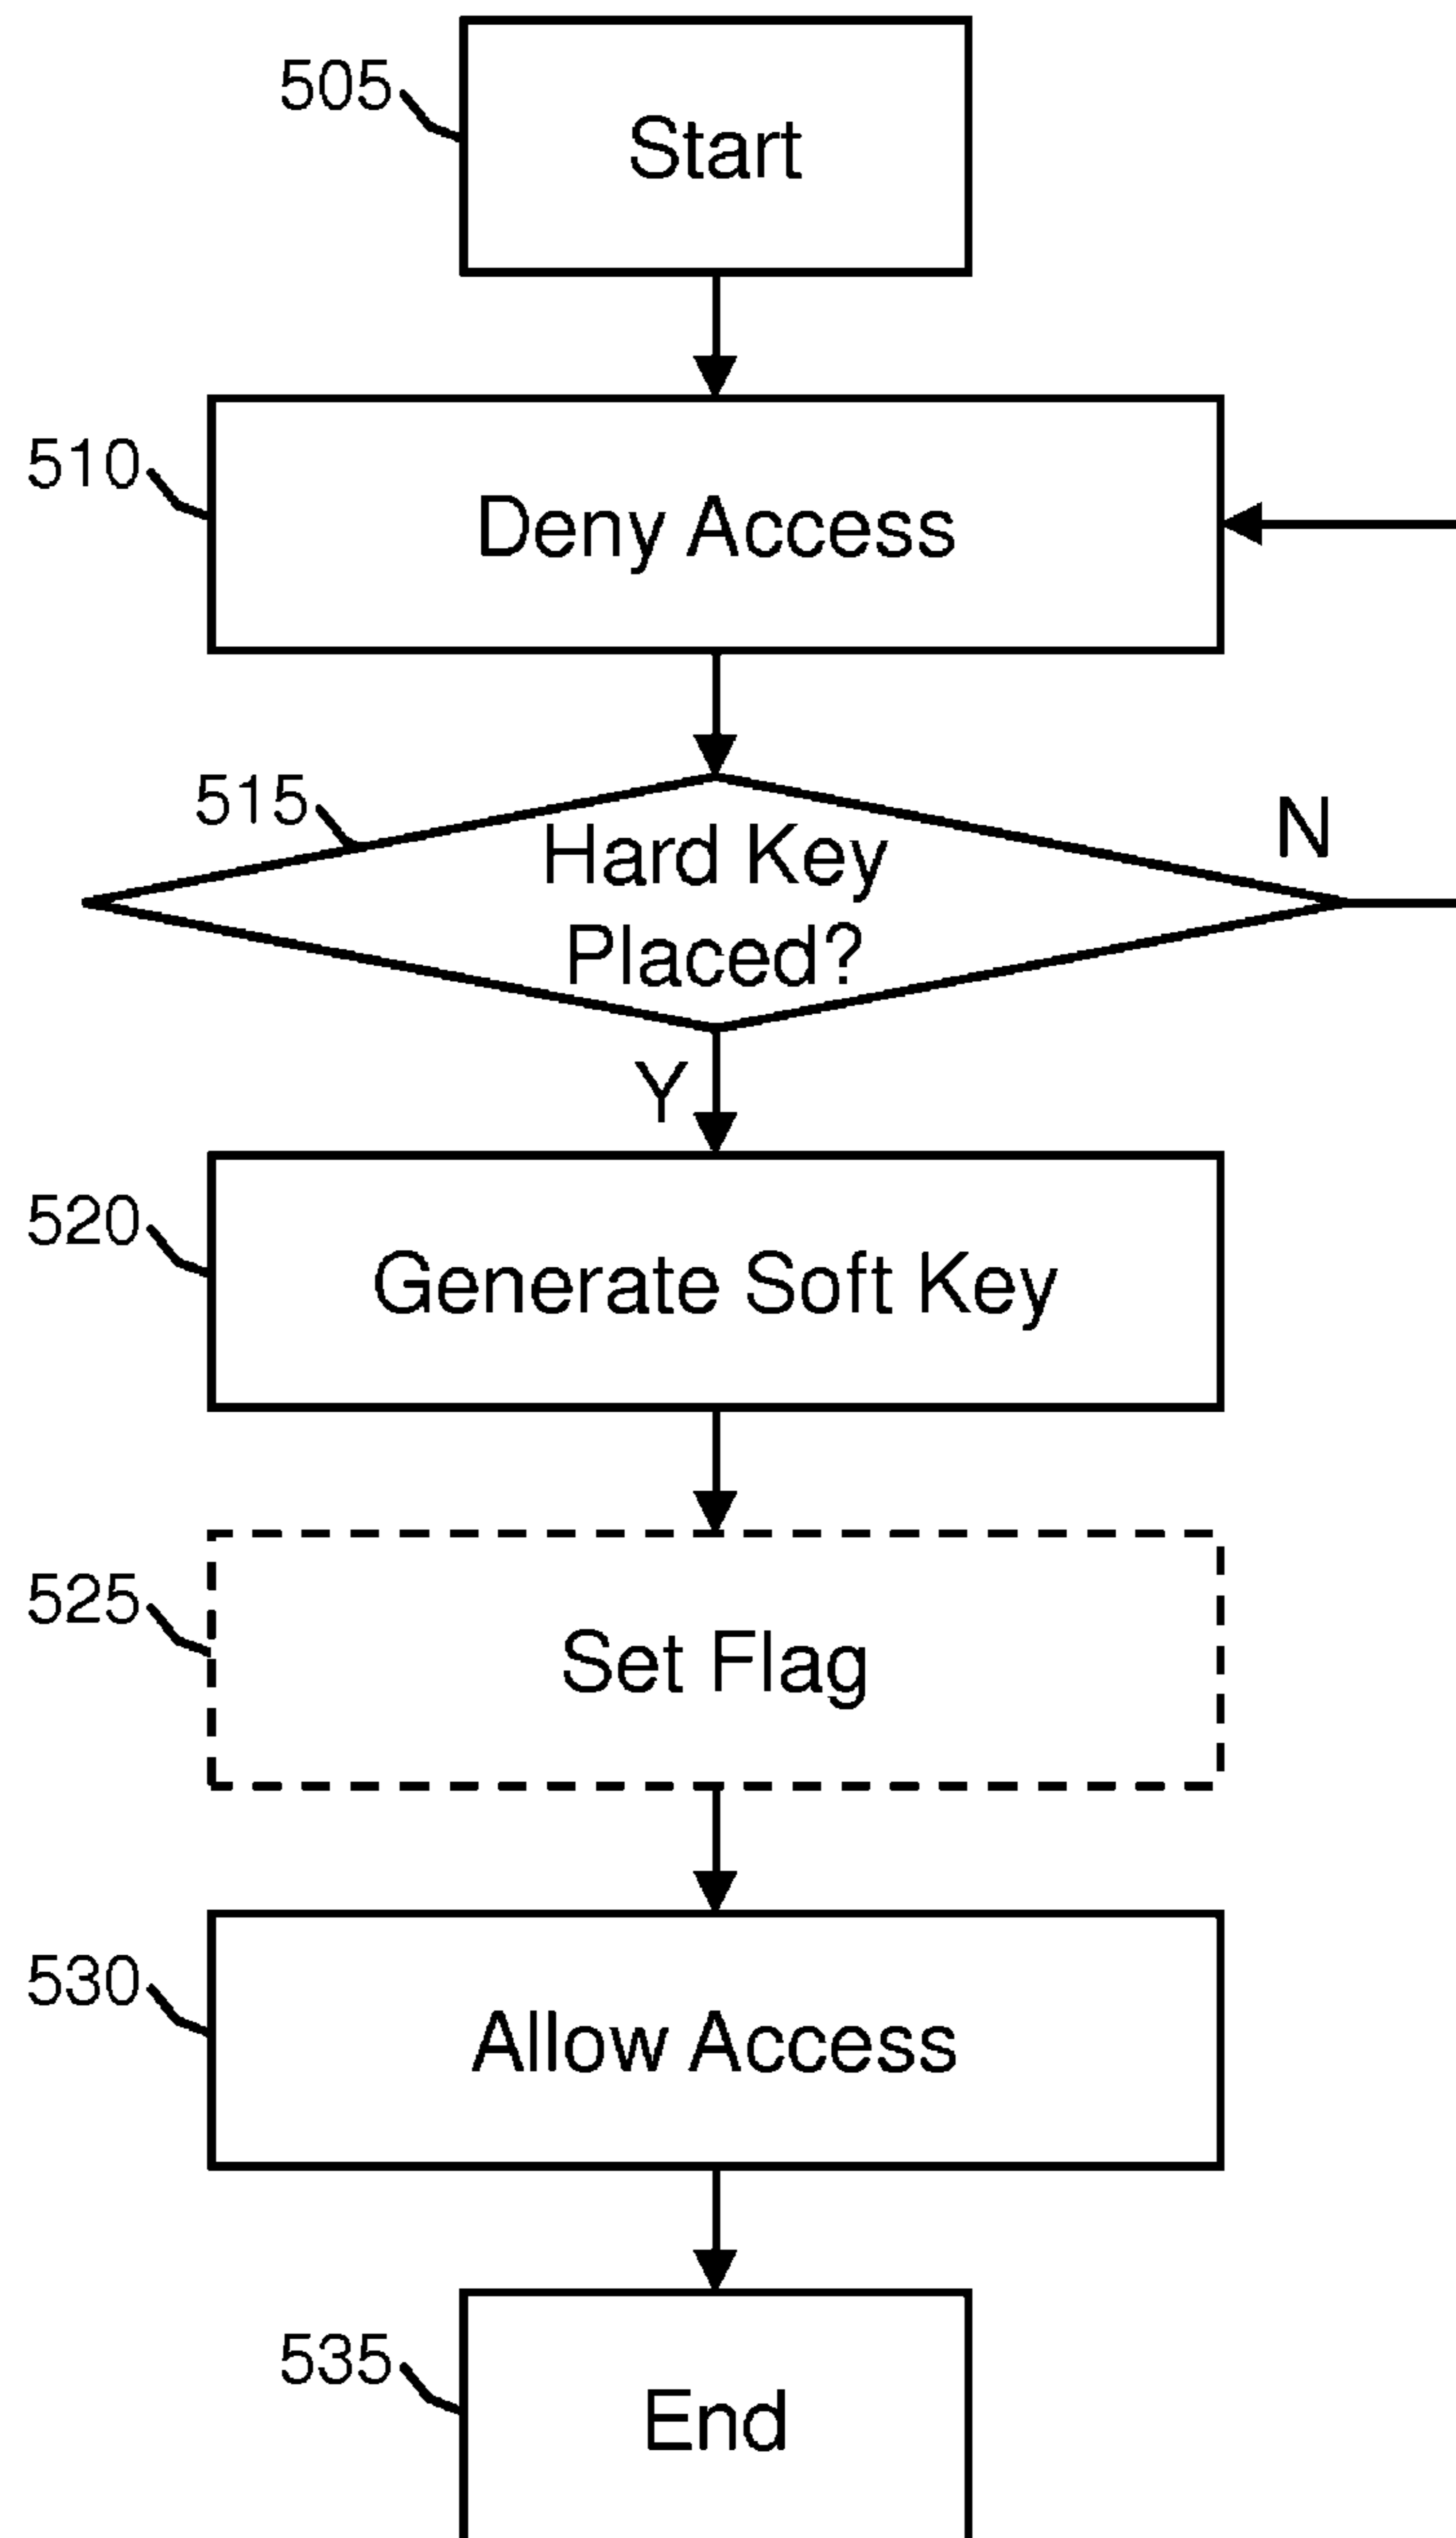 505
Start
510
Deny Access
515
Hard Key
Placed?
N
Y
520
Generate Soft Key
525
Set Flag
530
Allow Access
535
End